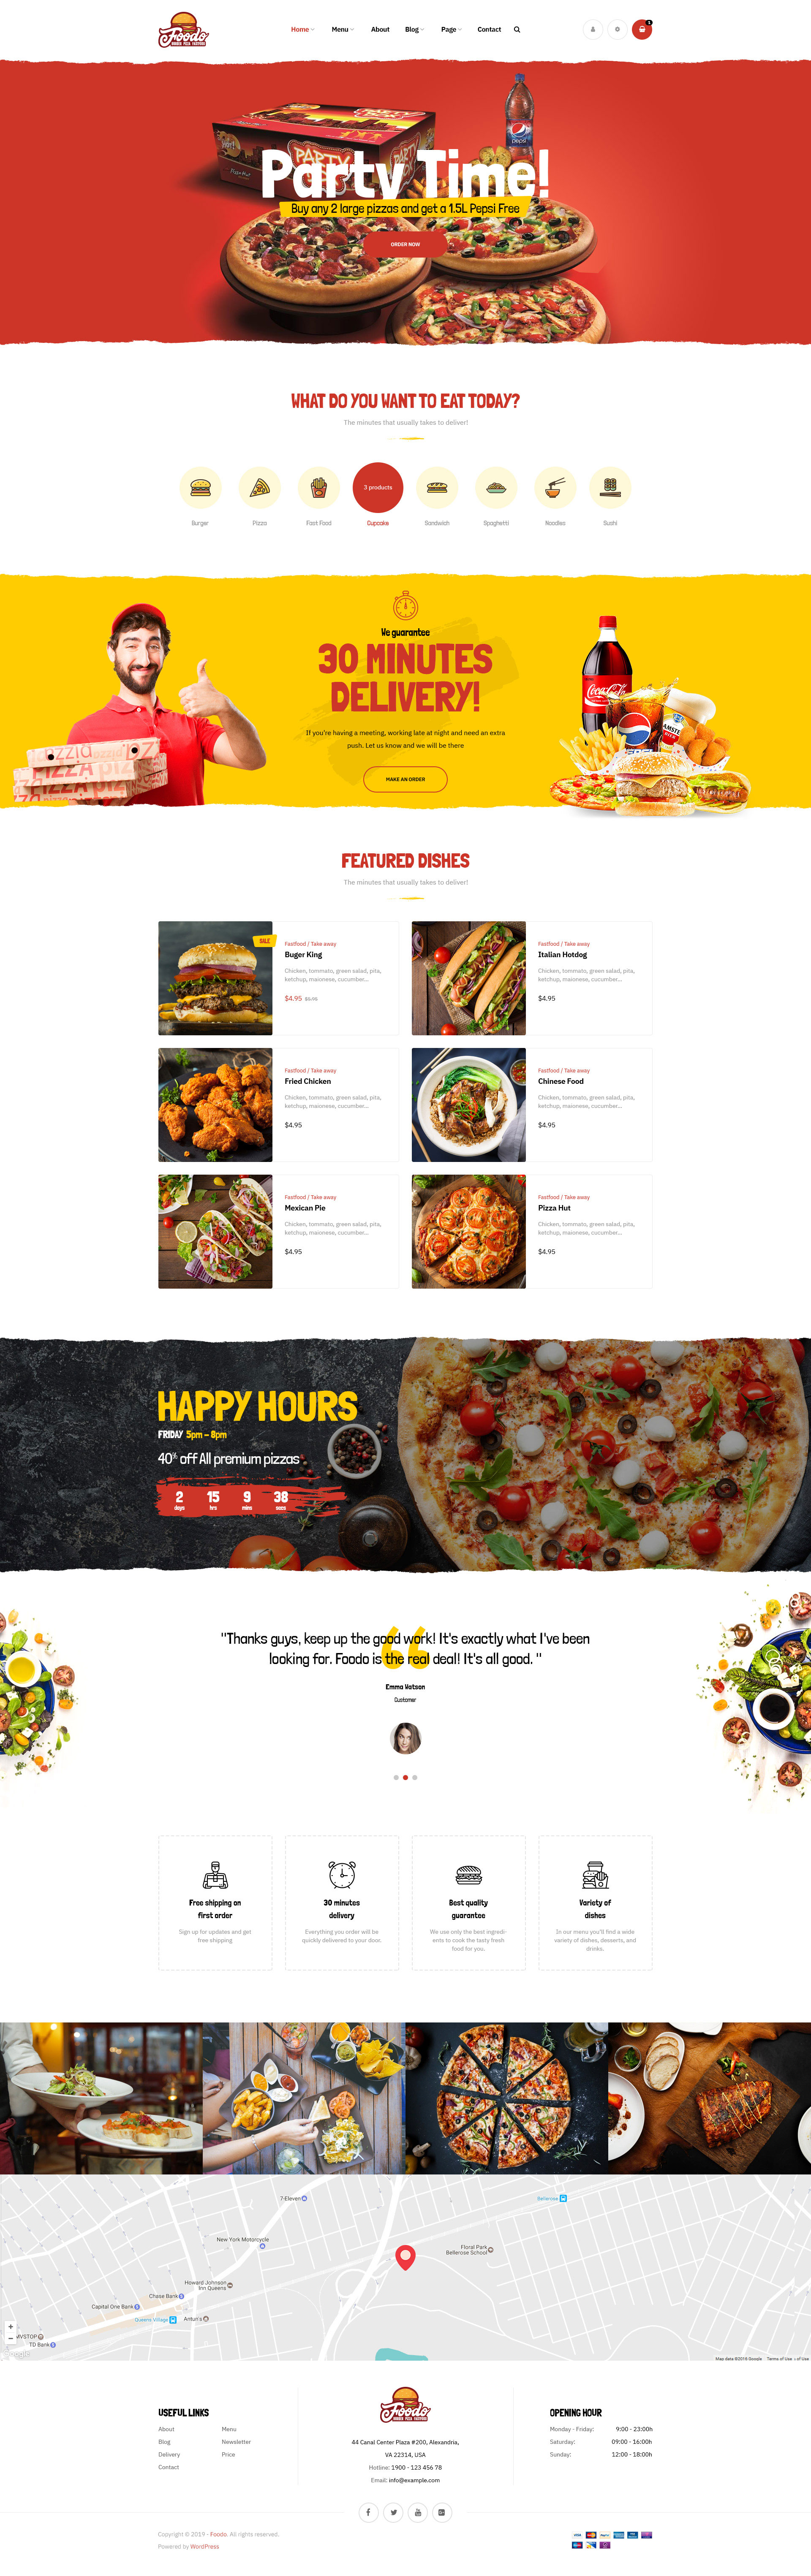 Foodo
BURGER PIZZA FASTFOOD
Home
Menu
About
Blog
Page
Contact
Party Time!
Buy any 2 large pizzas and get a 1.5L Pepsi Free
ORDER NOW
WHAT DO YOU WANT TO EAT TODAY?
The minutes that usually takes to deliver!
3 products
Burger
Pizza
Fast Food
Cupcake
Sandwich
Spaghetti
Noodles
Sushi
We guarantee
30 MINUTES
DELIVERY!
If you're having a meeting, working late at night and need an extra
push. Let us know and we will be there
MAKE AN ORDER
FEATURED DISHES
The minutes that usually takes to deliver!
SALE
Fastfood / Take away
Buger King
Chicken, tommato, green salad, pita,
ketchup, maionese, cucumber...
$4.95 $5.95
Fastfood / Take away
Italian Hotdog
Chicken, tommato, green salad, pita,
ketchup, maionese, cucumber...
$4.95
Fastfood / Take away
Fried Chicken
Chicken, tommato, green salad, pita,
ketchup, maionese, cucumber...
$4.95
Fastfood / Take away
Chinese Food
Chicken, tommato, green salad, pita,
ketchup, maionese, cucumber...
$4.95
Fastfood / Take away
Mexican Pie
Chicken, tommato, green salad, pita,
ketchup, maionese, cucumber...
$4.95
Fastfood / Take away
Pizza Hut
Chicken, tommato, green salad, pita,
ketchup, maionese, cucumber...
$4.95
HAPPY HOURS
FRIDAY 5pm – 8pm
40% off All premium pizzas
2 15 9 38
days hrs mins secs
"Thanks guys, keep up the good work! It's exactly what I've been
looking for. Foodo is the real deal! It's all good. "
Emma Watson
Customer
Free shipping on
first order
Sign up for updates and get
free shipping
30 minutes
delivery
Everything you order will be
quickly delivered to your door.
Best quality
guarantee
We use only the best ingredi-
ents to cook the tasty fresh
food for you.
Variety of
dishes
In our menu you'll find a wide
variety of dishes, desserts, and
drinks.
7-Eleven
Bellerose
New York Motorcycle
Floral Park
Bellerose School
Howard Johnson
Inn Queens
Chase Bank
Capital One Bank
Queens Village
Antun's
MVSTOP
TD Bank
Google
Map data ©2019 Google Terms of Use
USEFUL LINKS
About
Blog
Delivery
Contact
Menu
Newsletter
Price
Foodo
BURGER PIZZA FASTFOOD
44 Canal Center Plaza #200, Alexandria,
VA 22314, USA
Hotline: 1900 - 123 456 78
Email: info@example.com
OPENING HOUR
Monday - Friday: 9:00 - 23:00h
Saturday: 09:00 - 16:00h
Sunday: 12:00 - 18:00h
Copyright © 2019 - Foodo. All rights reserved.
Powered by WordPress